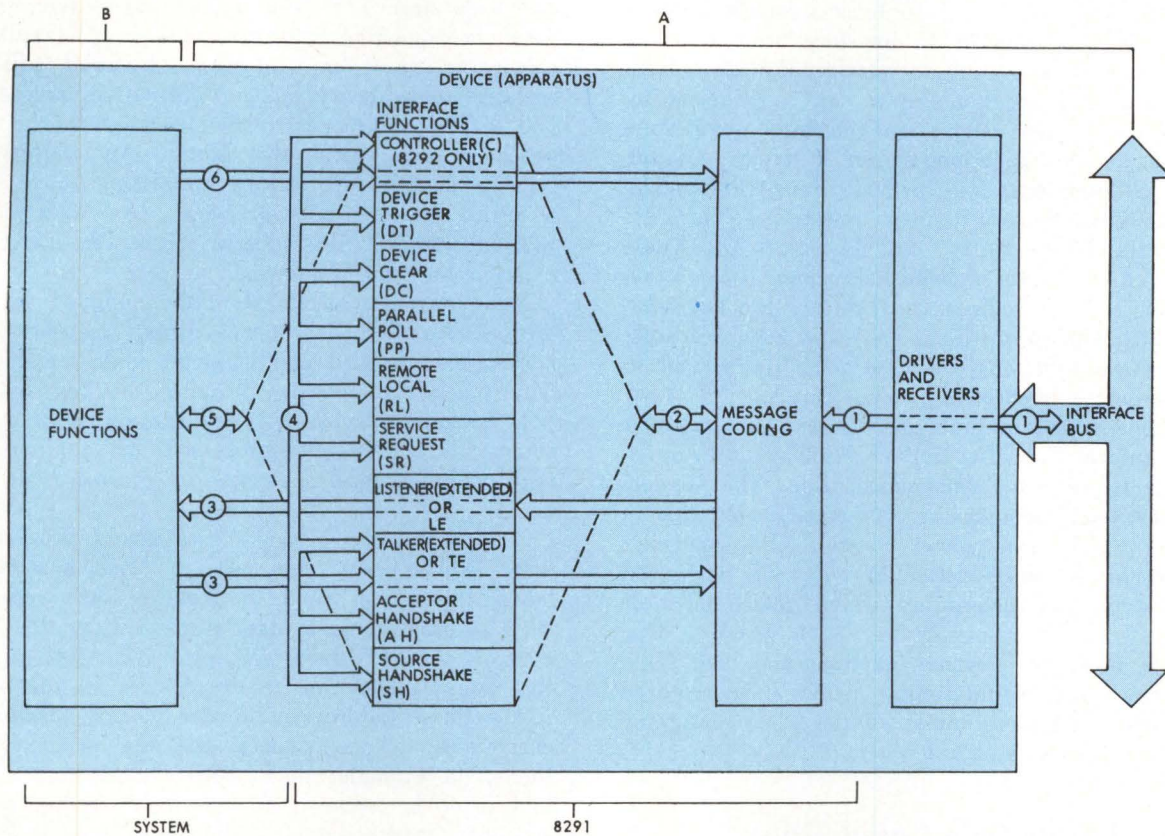 B
A
DEVICE (APPARATUS)
INTERFACE
FUNCTIONS
CONTROLLER(C)
(8292 ONLY)
6
DEVICE
TRIGGER
(DT)
DEVICE
CLEAR
(DC)
PARALLEL
POLL
(PP)
REMOTE
LOCAL
(RL)
DRIVERS
AND
RECEIVERS
DEVICE
FUNCTIONS
5
4
SERVICE
REQUEST
(SR)
2
MESSAGE
CODING
1
1
INTERFACE
BUS
3
LISTENER(EXTENDED)
OR
LE
3
TALKER(EXTENDED)
OR TE
ACCEPTOR
HANDSHAKE
(AH)
SOURCE
HANDSHAKE
(SH)
SYSTEM
8291